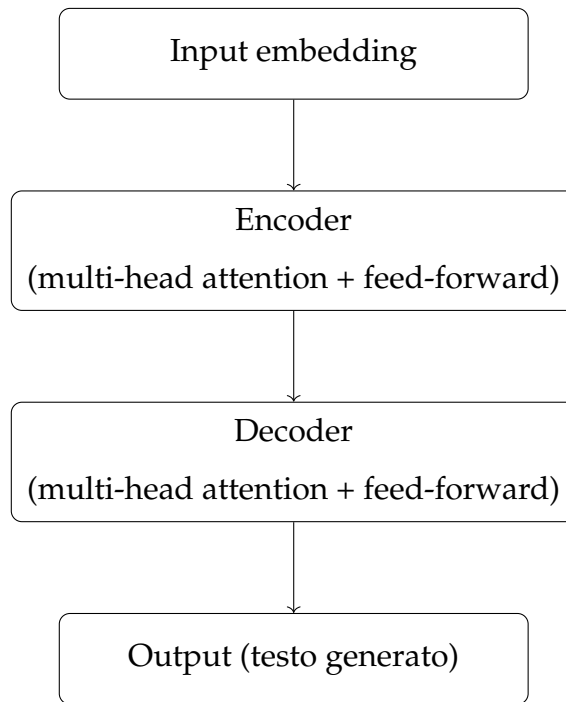 Input embedding
Encoder
(multi-head attention + feed-forward)
Decoder
(multi-head attention + feed-forward)
Output (testo generato)